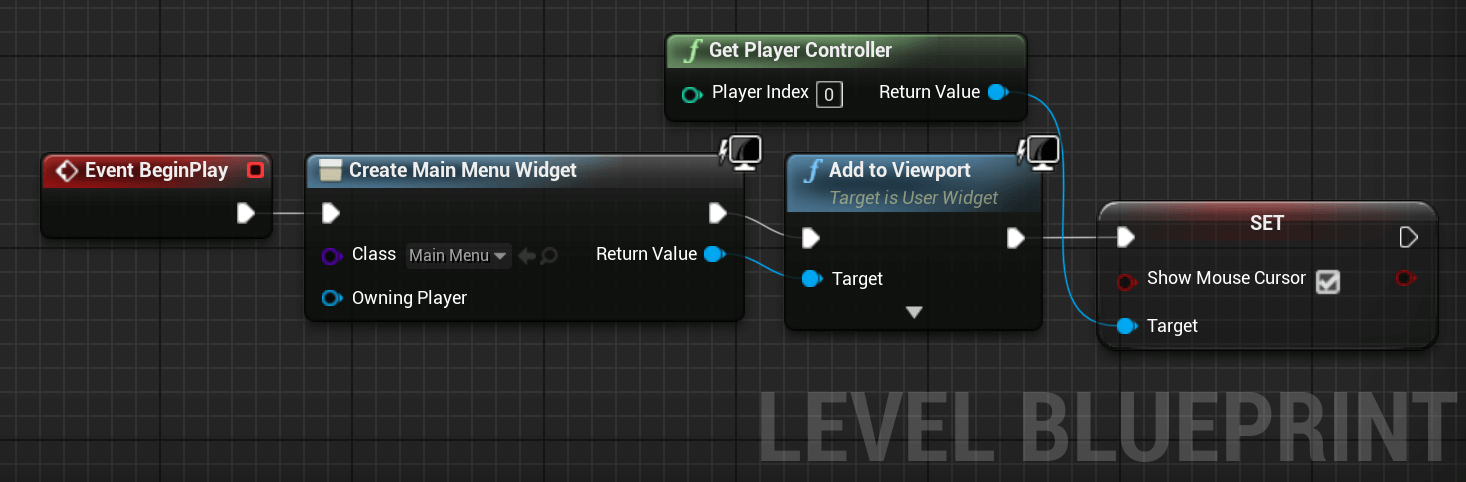 Get Player Controller
Player Index 0 Return Value
Event BeginPlay
Create Main Menu Widget
Class Main Menu Return Value
Owning Player
Add to Viewport
Target is User Widget
Target
SET
Show Mouse Cursor
Target
LEVEL BLUEPRINT